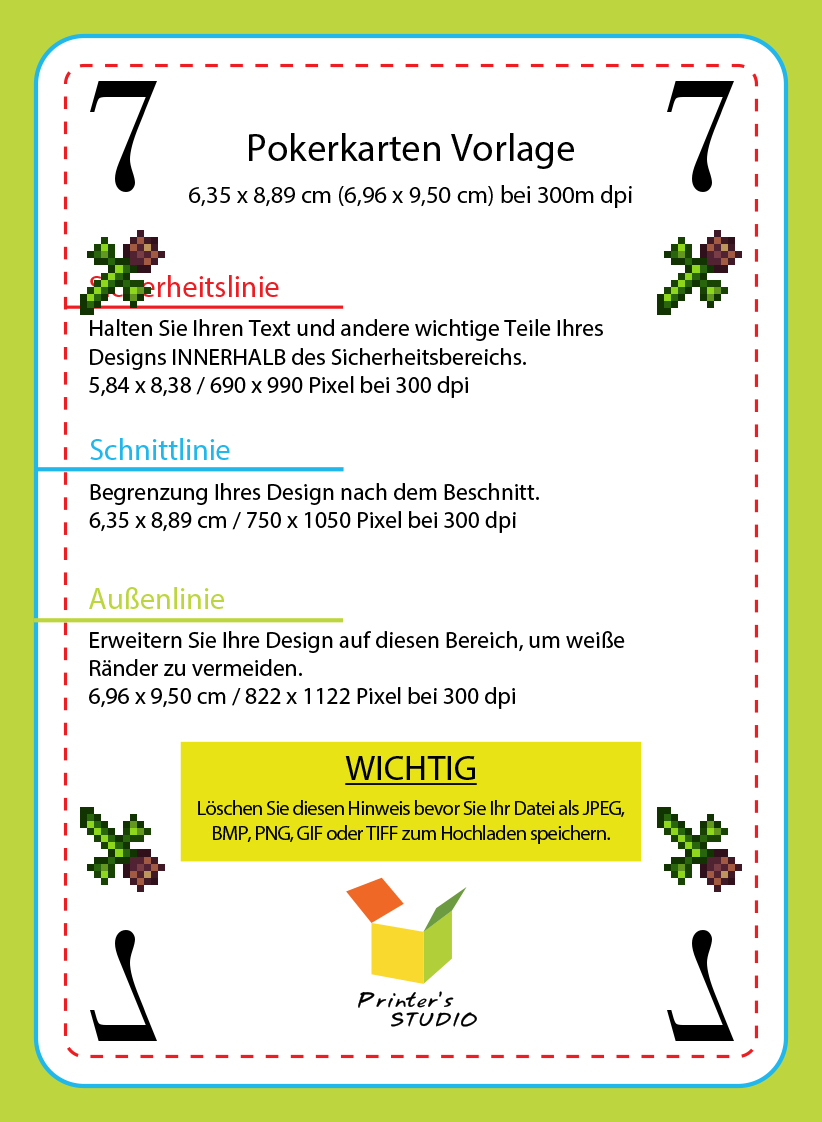 7 7
Pokerkarten Vorlage
6,35 x 8,89 cm (6,96 x 9,50 cm) bei 300m dpi
Sicherheitslinie
Halten Sie Ihren Text und andere wichtige Teile Ihres
Designs INNERHALB des Sicherheitsbereichs.
5,84 x 8,38 / 690 x 990 Pixel bei 300 dpi
Schnittlinie
Begrenzung Ihres Design nach dem Beschnitt.
6,35 x 8,89 cm / 750 x 1050 Pixel bei 300 dpi
Außenlinie
Erweitern Sie Ihre Design auf diesen Bereich, um weiße
Ränder zu vermeiden.
6,96 x 9,50 cm / 822 x 1122 Pixel bei 300 dpi
WICHTIG
Löschen Sie diesen Hinweis bevor Sie Ihr Datei als JPEG,
BMP, PNG, GIF oder TIFF zum Hochladen speichern.
Printer's
STUDIO
7 7